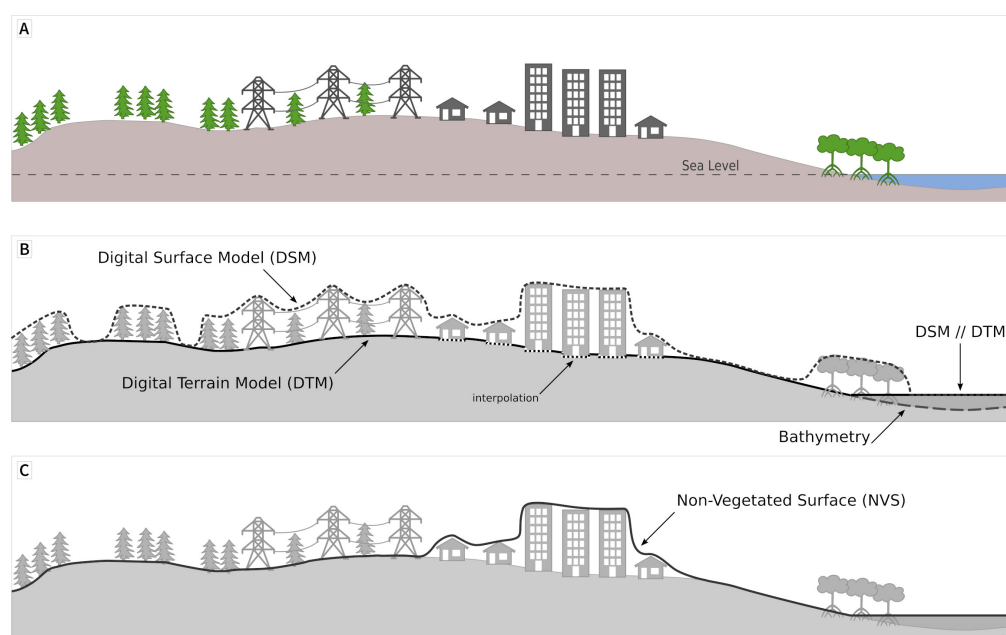 A
Sea Level
B
Digital Surface Model (DSM)
DSM // DTM
Digital Terrain Model (DTM)
interpolation
Bathymetry
C
Non-Vegetated Surface (NVS)